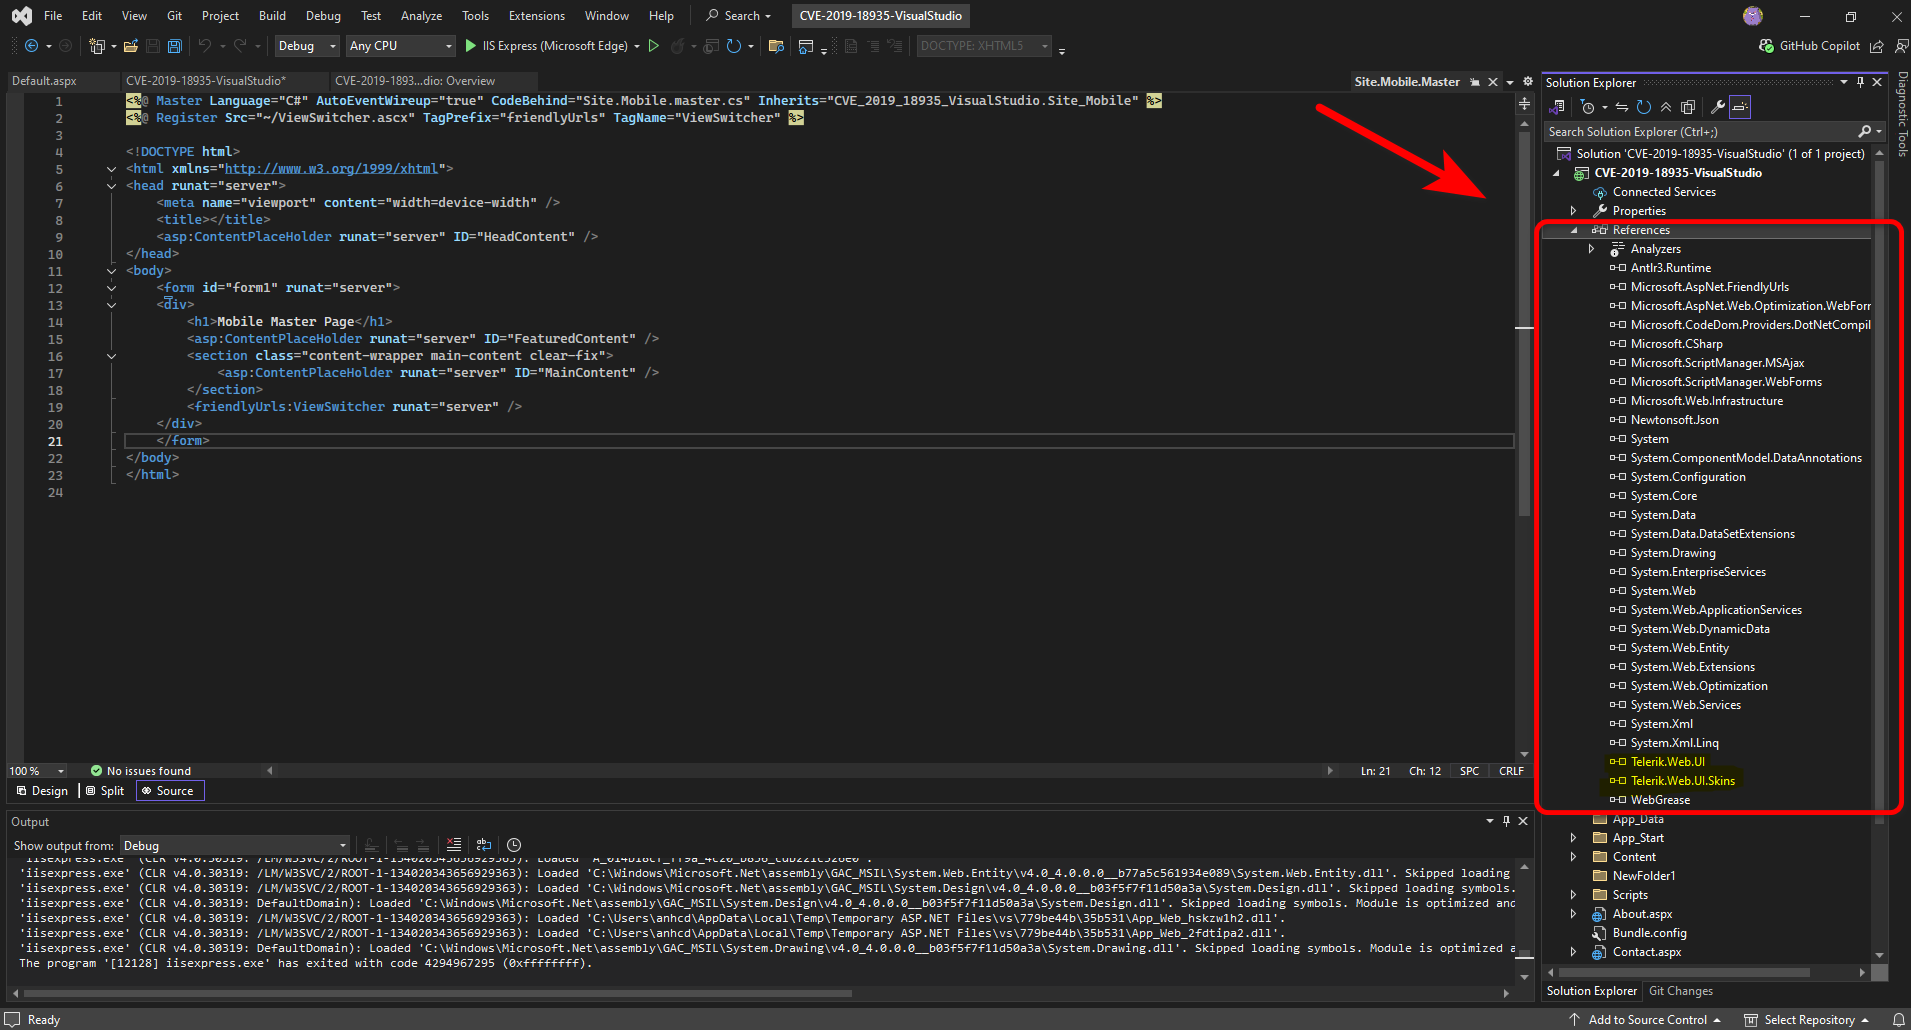 File Edit View Git Project Build Debug Test Analyze Tools Extensions Window Help Search CVE-2019-18935-VisualStudio
Debug Any CPU IIS Express (Microsoft Edge) DOCTYPE: XHTML5 GitHub Copilot
Default.aspx CVE-2019-18935-VisualStudio* CVE-2019-1893...dio: Overview Site.Mobile.Master
1 <%@ Master Language="C#" AutoEventWireup="true" CodeBehind="Site.Mobile.master.cs" Inherits="CVE_2019_18935_VisualStudio.Site_Mobile" %>
2 <%@ Register Src="~/ViewSwitcher.ascx" TagPrefix="friendlyUrls" TagName="ViewSwitcher" %>
3
4 <!DOCTYPE html>
5 <html xmlns="http://www.w3.org/1999/xhtml">
6 <head runat="server">
7 <meta name="viewport" content="width=device-width" />
8 <title></title>
9 <asp:ContentPlaceHolder runat="server" ID="HeadContent" />
10 </head>
11 <body>
12 <form id="form1" runat="server">
13 <div>
14 <h1>Mobile Master Page</h1>
15 <asp:ContentPlaceHolder runat="server" ID="FeaturedContent" />
16 <section class="content-wrapper main-content clear-fix">
17 <asp:ContentPlaceHolder runat="server" ID="MainContent" />
18 </section>
19 <friendlyUrls:ViewSwitcher runat="server" />
20 </div>
21 </form>
22 </body>
23 </html>
24
100 % No issues found Ln: 21 Ch: 12 SPC CRLF
Design Split Source
Output
Show output from: Debug
'iisexpress.exe' (CLR v4.0.30319: /LM/W3SVC/2/ROOT-1-134020343656929363): Loaded
'iisexpress.exe' (CLR v4.0.30319: /LM/W3SVC/2/ROOT-1-134020343656929363): Loaded 'C:\Windows\Microsoft.Net\assembly\GAC_MSIL\System.Web.Entity\v4.0_4.0.0.0__b77a5c561934e089\System.Web.Entity.dll'. Skipped loading
'iisexpress.exe' (CLR v4.0.30319: /LM/W3SVC/2/ROOT-1-134020343656929363): Loaded 'C:\Windows\Microsoft.Net\assembly\GAC_MSIL\System.Design\v4.0_4.0.0.0__b03f5f7f11d50a3a\System.Design.dll'. Skipped loading symbols.
'iisexpress.exe' (CLR v4.0.30319: DefaultDomain): Loaded 'C:\Windows\Microsoft.Net\assembly\GAC_MSIL\System.Design\v4.0_4.0.0.0__b03f5f7f11d50a3a\System.Design.dll'. Skipped loading symbols. Module is optimized and
'iisexpress.exe' (CLR v4.0.30319: /LM/W3SVC/2/ROOT-1-134020343656929363): Loaded 'C:\Users\anhcd\AppData\Local\Temp\Temporary ASP.NET Files\vs\779be44b\35b531\App_Web_hskzw1h2.dll'.
'iisexpress.exe' (CLR v4.0.30319: /LM/W3SVC/2/ROOT-1-134020343656929363): Loaded 'C:\Users\anhcd\AppData\Local\Temp\Temporary ASP.NET Files\vs\779be44b\35b531\App_Web_2fdtipa2.dll'.
'iisexpress.exe' (CLR v4.0.30319: DefaultDomain): Loaded 'C:\Windows\Microsoft.Net\assembly\GAC_MSIL\System.Drawing\v4.0_4.0.0.0__b03f5f7f11d50a3a\System.Drawing.dll'. Skipped loading symbols. Module is optimized a
The program '[12128] iisexpress.exe' has exited with code 4294967295 (0xffffffff).
Solution Explorer
Search Solution Explorer (Ctrl+;)
Solution 'CVE-2019-18935-VisualStudio' (1 of 1 project)
CVE-2019-18935-VisualStudio
Connected Services
Properties
References
Analyzers
Antlr3.Runtime
Microsoft.AspNet.FriendlyUrls
Microsoft.AspNet.Web.Optimization.WebForr
Microsoft.CodeDom.Providers.DotNetCompil
Microsoft.CSharp
Microsoft.ScriptManager.MSAjax
Microsoft.ScriptManager.WebForms
Microsoft.Web.Infrastructure
Newtonsoft.Json
System
System.ComponentModel.DataAnnotations
System.Configuration
System.Core
System.Data
System.Data.DataSetExtensions
System.Drawing
System.EnterpriseServices
System.Web
System.Web.ApplicationServices
System.Web.DynamicData
System.Web.Entity
System.Web.Extensions
System.Web.Optimization
System.Web.Services
System.Xml
System.Xml.Linq
Telerik.Web.UI
Telerik.Web.UI.Skins
WebGrease
App_Data
App_Start
Content
NewFolder1
Scripts
About.aspx
Bundle.config
Contact.aspx
Solution Explorer Git Changes
Diagnostic Tools
Ready Add to Source Control Select Repository